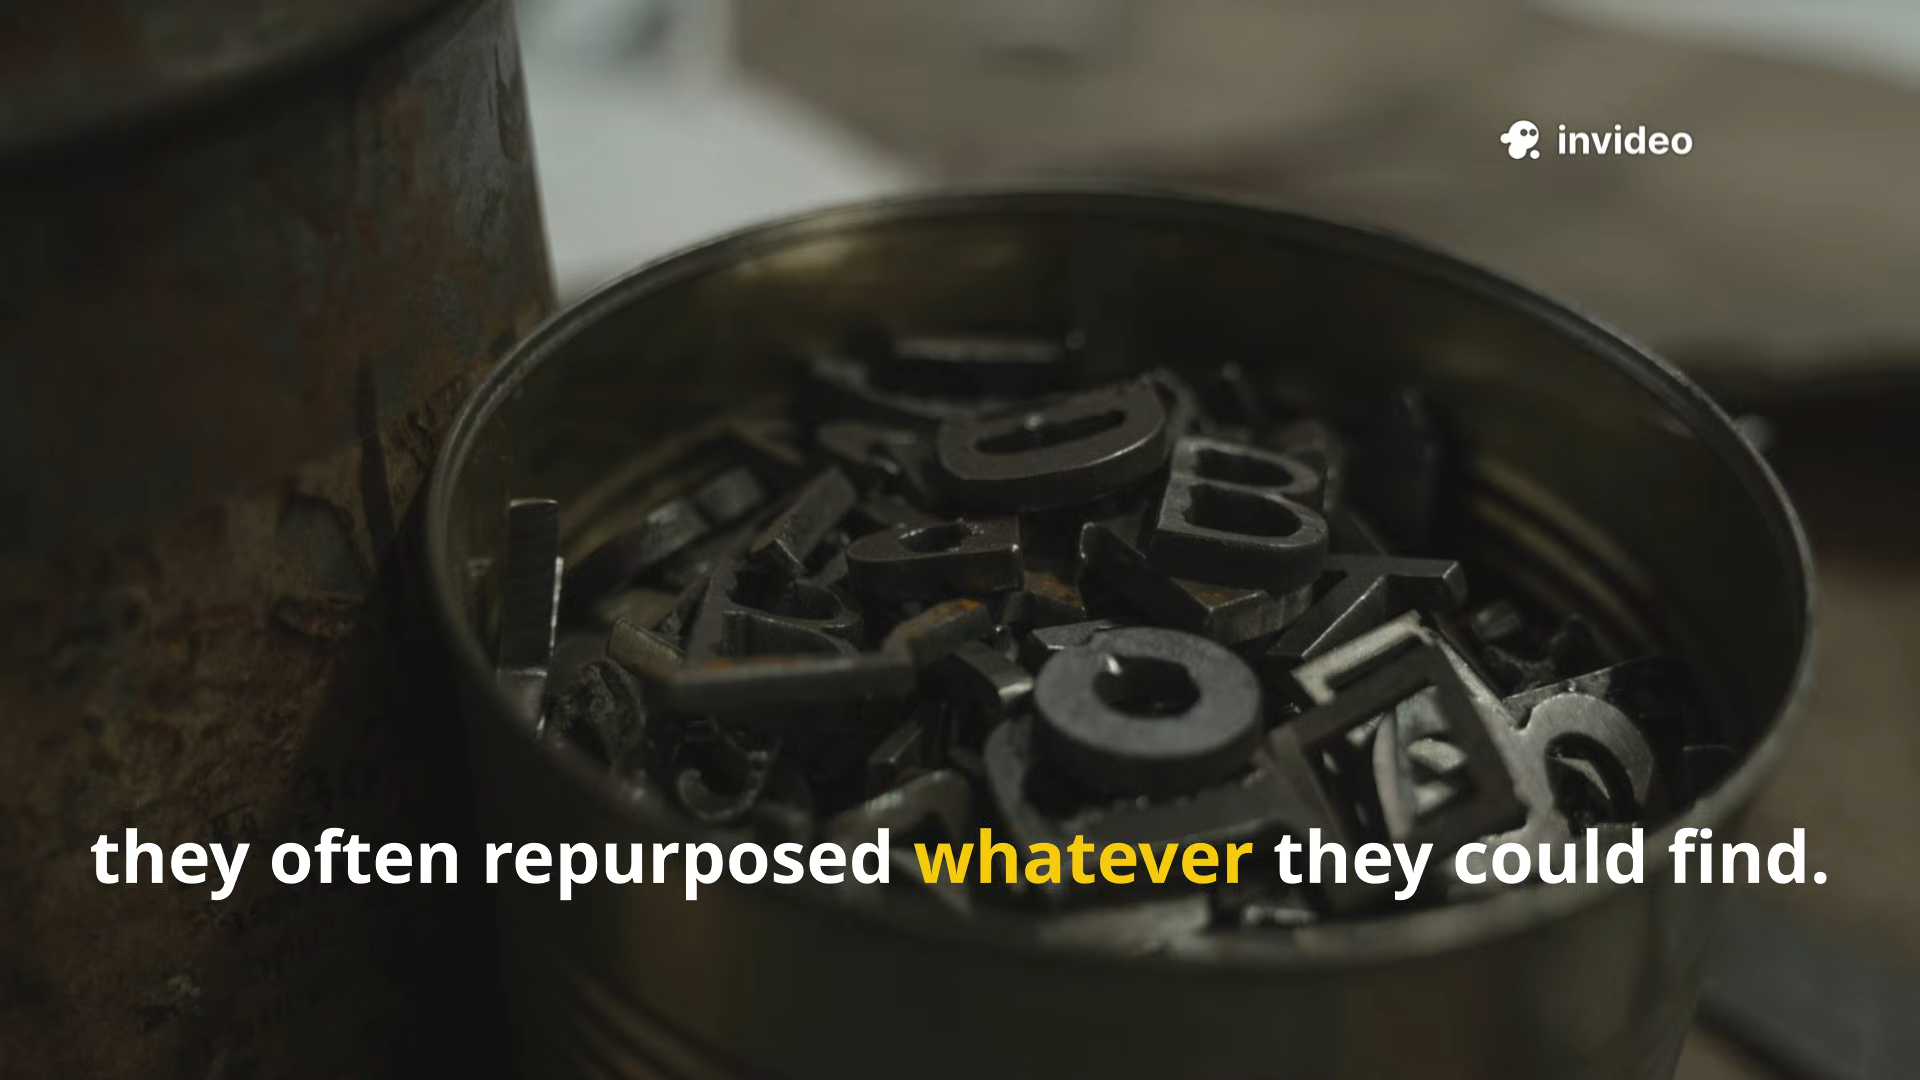 invideo
they often repurposed whatever they could find.